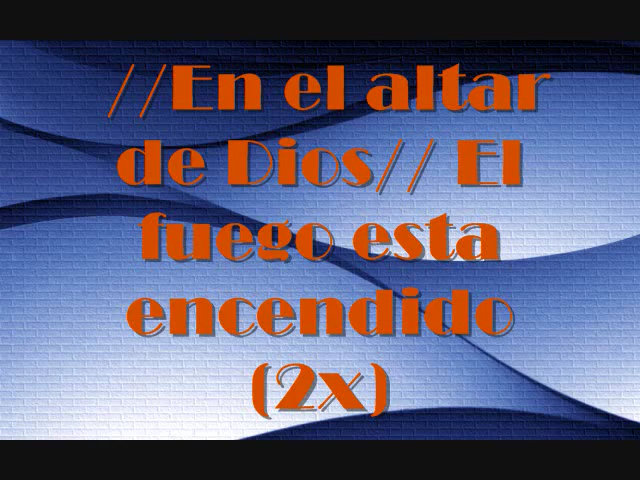 //En el altar
de Dios// El
fuego esta
encendido
(2x)